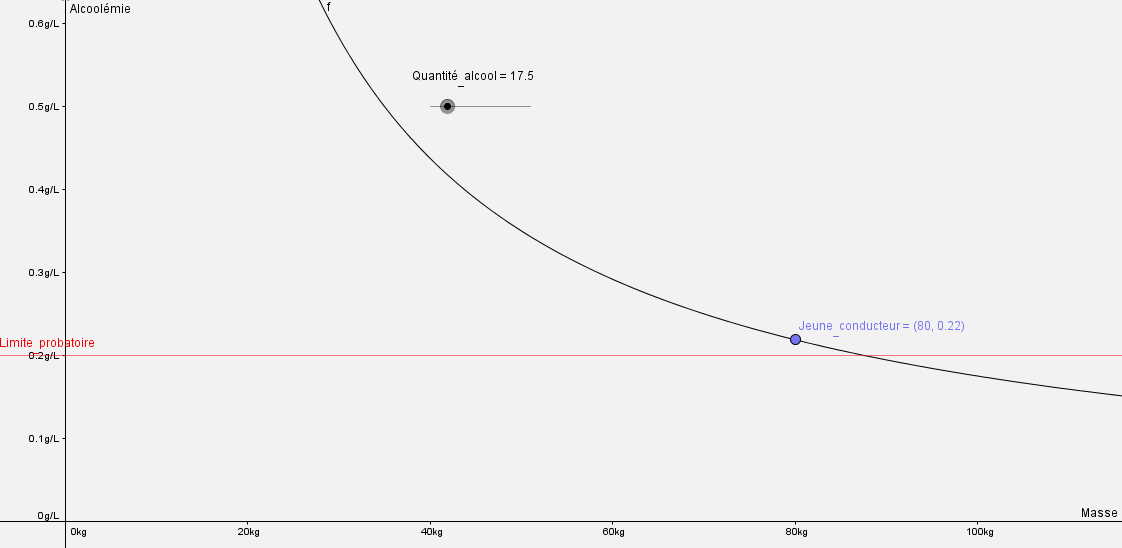 Alcoolémie
f
0.6g/L
Quantité_alcool = 17.5
0.5g/L
0.4g/L
0.3g/L
Jeune_conducteur = (80, 0.22)
Limite_probatoire
0.2g/L
0.1g/L
0g/L
Masse
0kg 20kg 40kg 60kg 80kg 100kg